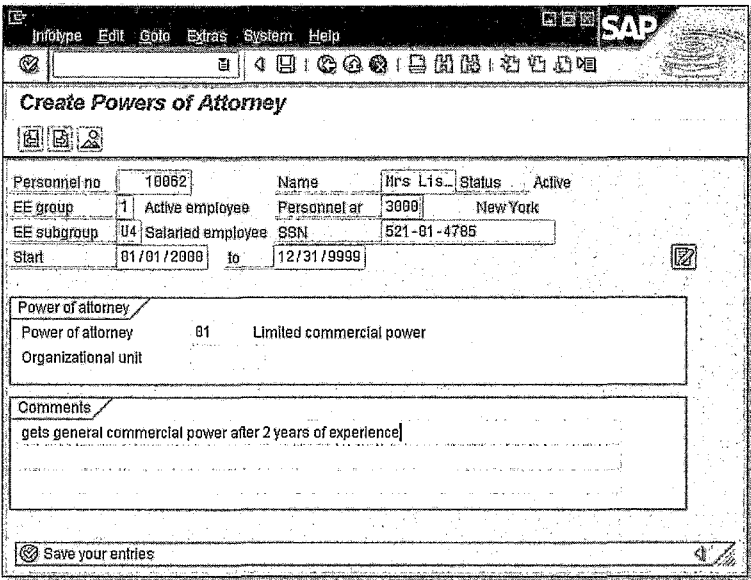 Infotype Edit Goto Extras System Help
SAP
Create Powers of Attorney
Personnel no 10062 Name Mrs Lis... Status Active
EE group 1 Active employee Personnel ar 3000 New York
EE subgroup U4 Salaried employee SSN 521-01-4785
Start 01/01/2000 to 12/31/9999
Power of attorney
Power of attorney 01 Limited commercial power
Organizational unit
Comments
gets general commercial power after 2 years of experience
Save your entries